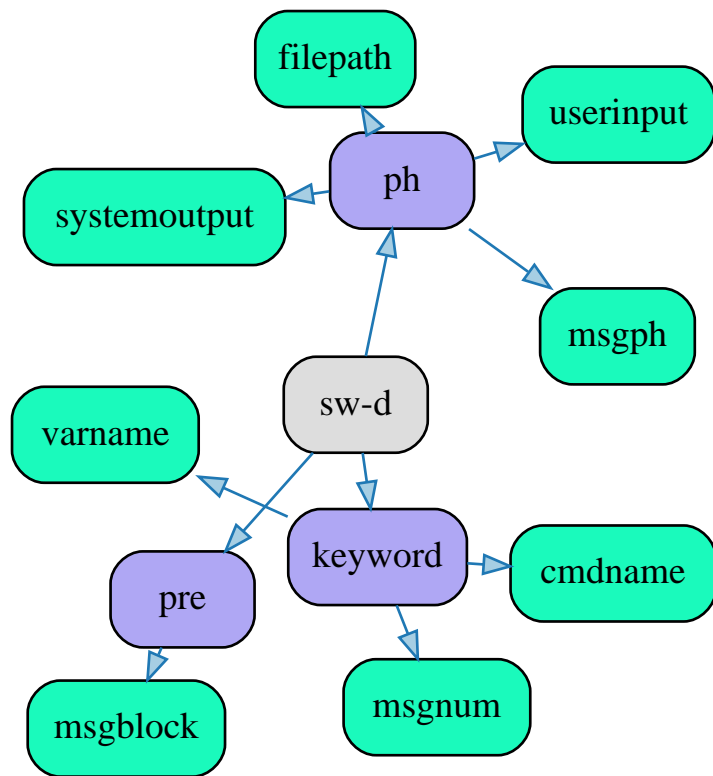 filepath
userinput
ph
systemoutput
msgph
sw-d
varname
keyword
cmdname
pre
msgnum
msgblock